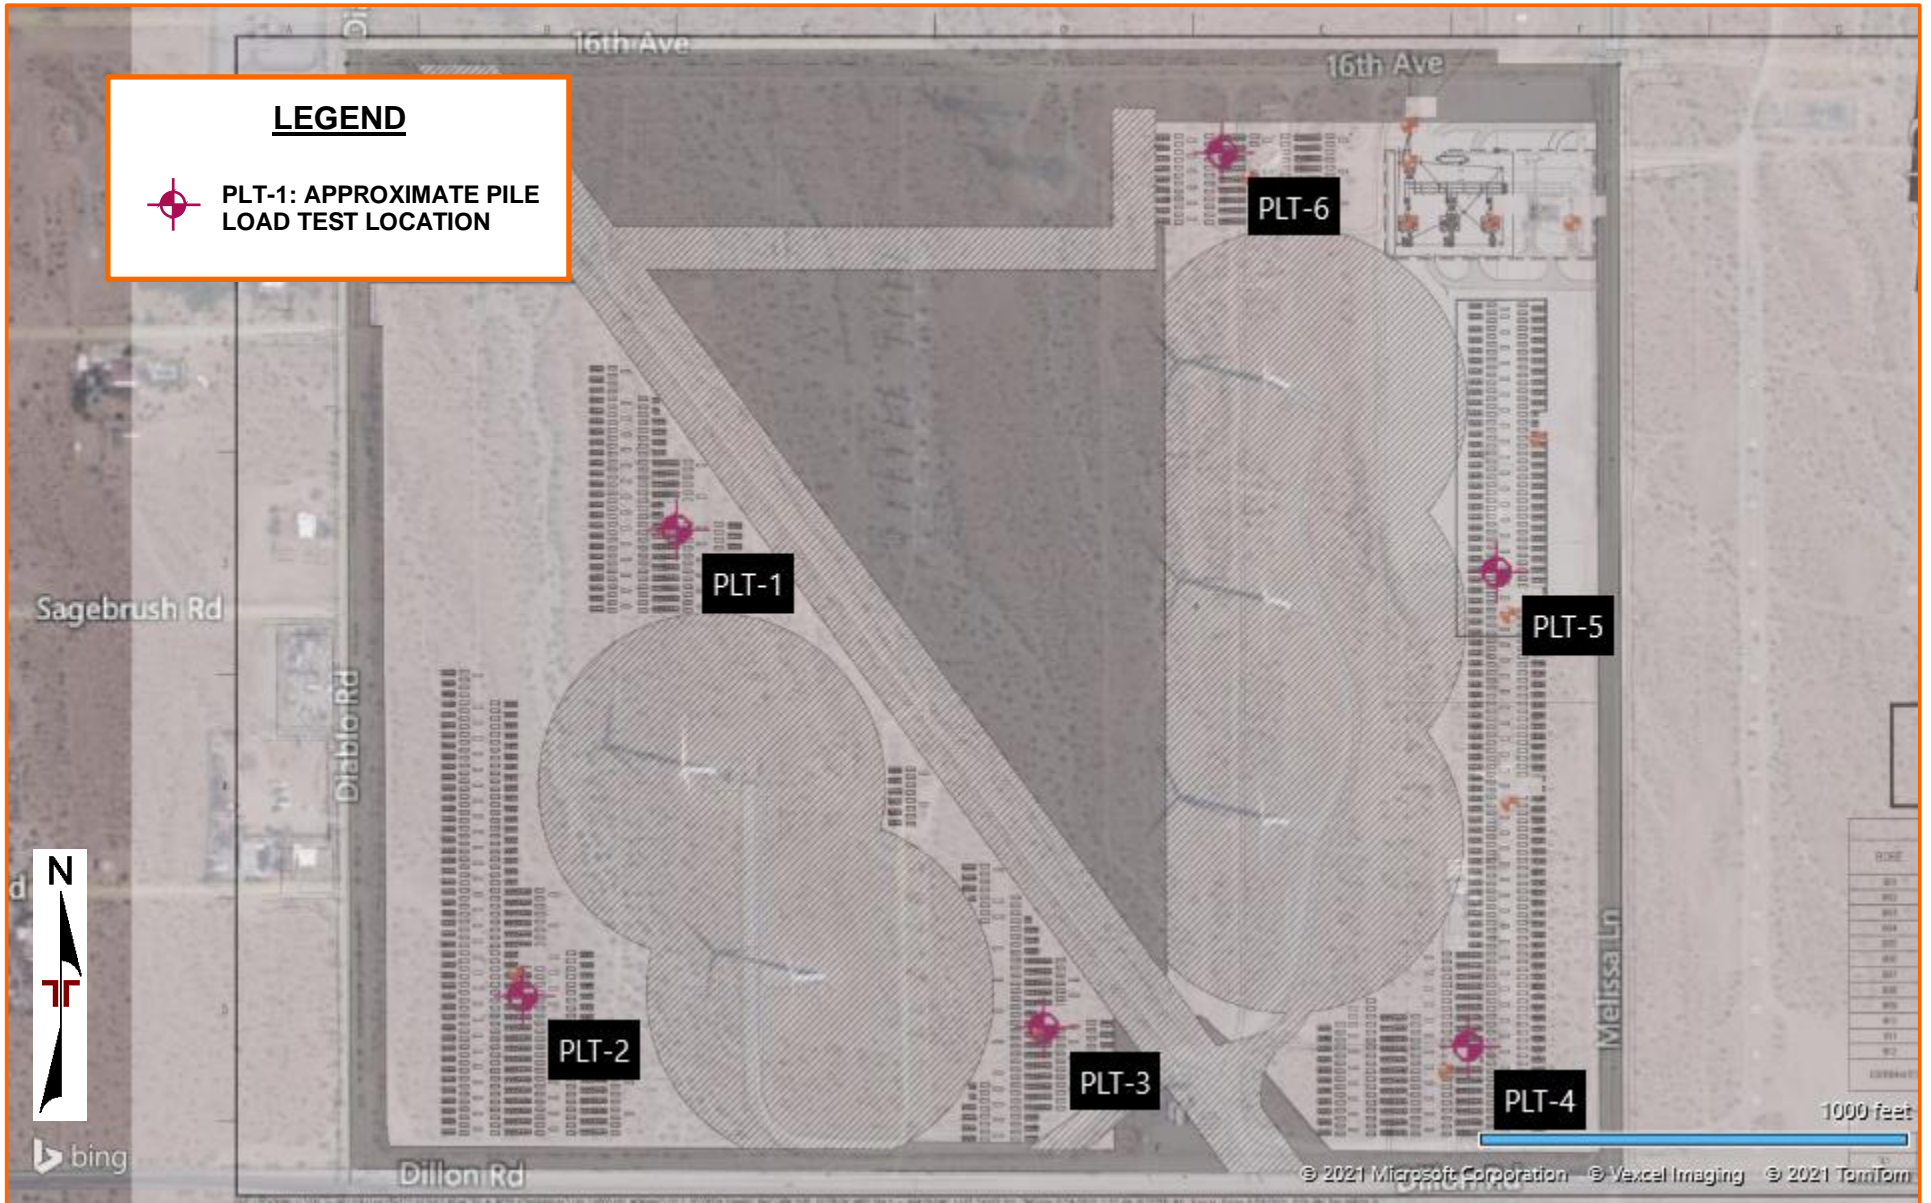 16th Ave
16th Ave
LEGEND
PLT-1: APPROXIMATE PILE
LOAD TEST LOCATION
PLT-6
PLT-1
Sagebrush Rd
PLT-5
Diablo Rd
N
d
Melissa Ln
PLT-2
PLT-3
PLT-4
1000 feet
bing
Dillon Rd
© 2021 Microsoft Corporation © Vexcel Imaging © 2021 TomTom